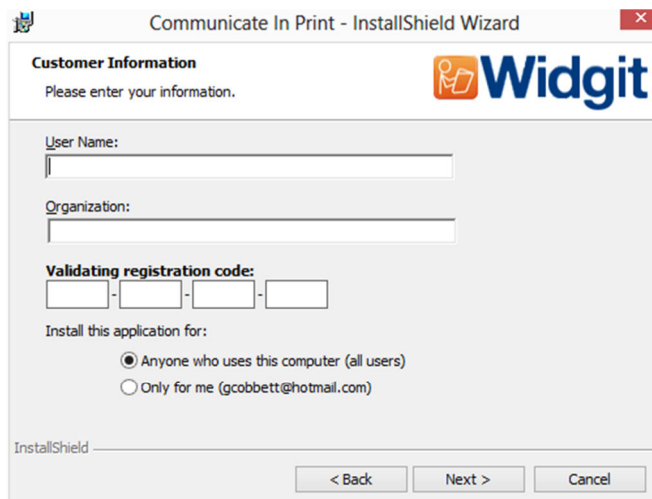 Communicate In Print - InstallShield Wizard
Customer Information
Please enter your information.
Widgit
User Name:
Organization:
Validating registration code:
- - -
Install this application for:
Anyone who uses this computer (all users)
Only for me (gcobbett@hotmail.com)
InstallShield
< Back Next > Cancel